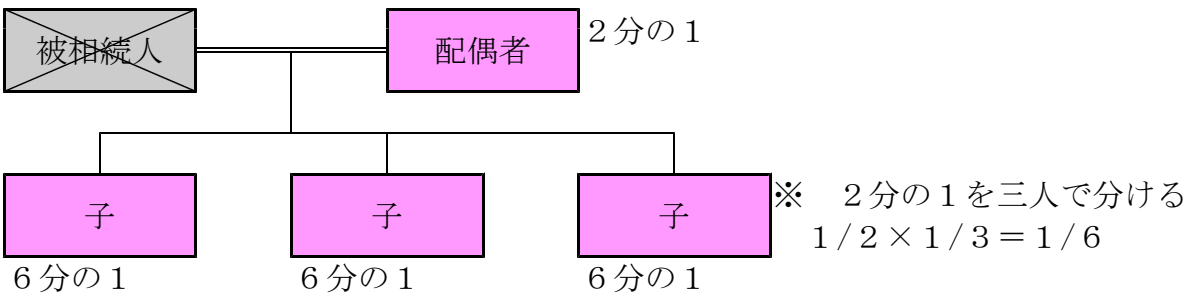 被相続人
配偶者
２分の１
子
子
子
※　２分の１を三人で分ける
１/２×１/３＝１/６
６分の１
６分の１
６分の１